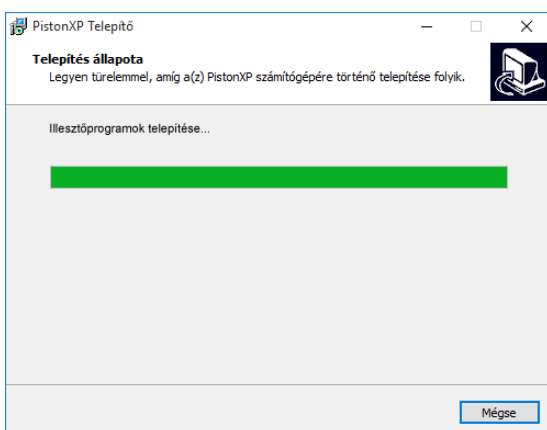 PistonXP Telepítő
Telepítés állapota
Legyen türelemmel, amíg a(z) PistonXP számítógépére történő telepítése folyik.
Illesztőprogramok telepítése...
Mégse